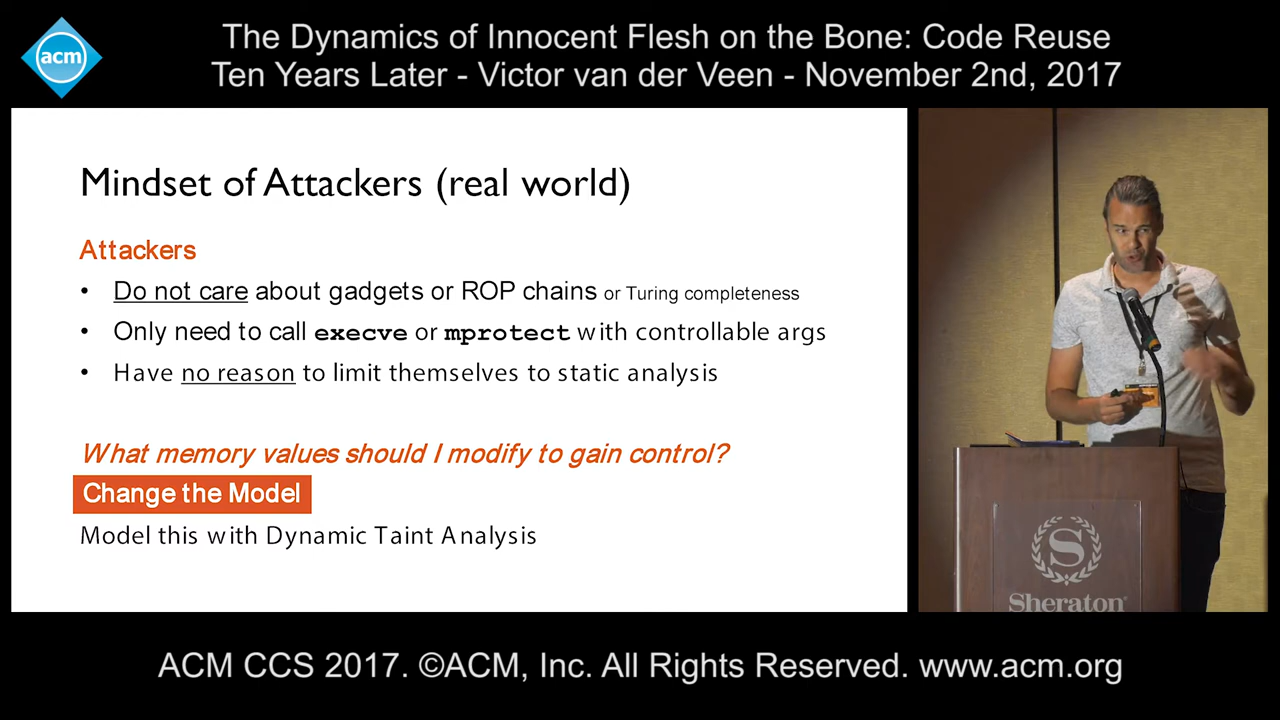 acm
The Dynamics of Innocent Flesh on the Bone: Code Reuse
Ten Years Later - Victor van der Veen - November 2nd, 2017
Mindset of Attackers (real world)
Attackers
• Do not care about gadgets or ROP chains or Turing completeness
• Only need to call execve or mprotect with controllable args
• Have no reason to limit themselves to static analysis
What memory values should I modify to gain control?
Change the Model
Model this with Dynamic Taint Analysis
S
Sheraton
ACM CCS 2017. ©ACM, Inc. All Rights Reserved. www.acm.org